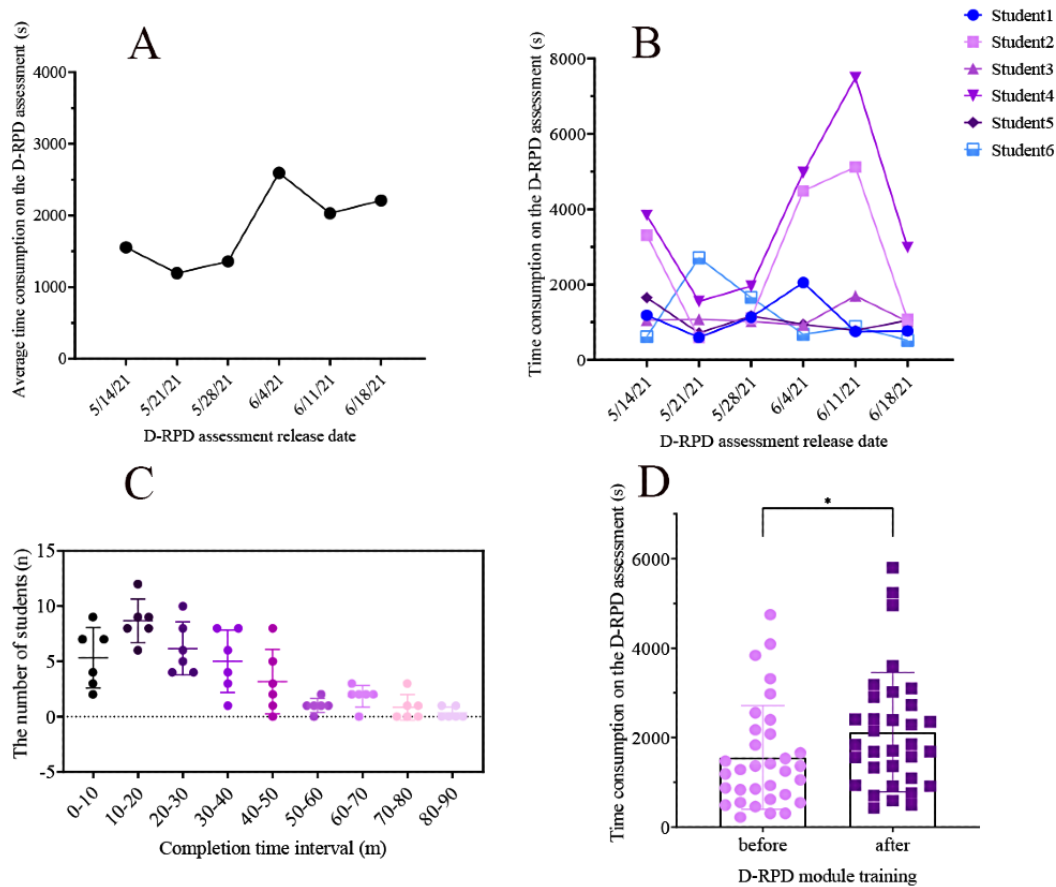 A
Average time consumption on the D-RPD assessment (s)
4000
3000
2000
1000
0
5/14/21
5/21/21
5/28/21
6/4/21
6/11/21
6/18/21
D-RPD assessment release date
B
Student1
Student2
Student3
Student4
Student5
Student6
Time consumption on the D-RPD assessment (s)
8000
6000
4000
2000
0
5/14/21
5/21/21
5/28/21
6/4/21
6/11/21
6/18/21
D-RPD assessment release date
C
The number of students (n)
15
10
5
0
-5
0-10
10-20
20-30
30-40
40-50
50-60
60-70
70-80
80-90
Completion time interval (m)
D
Time consumption on the D-RPD assessment (s)
*
6000
4000
2000
0
before
after
D-RPD module training